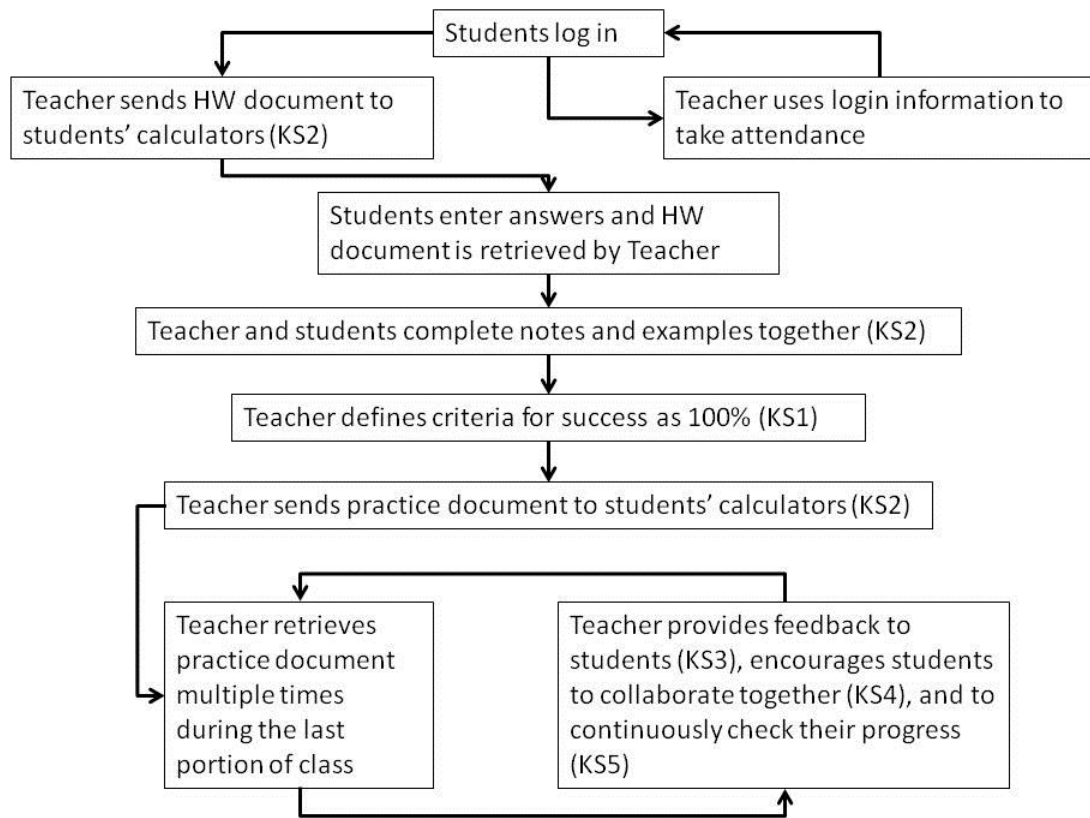 Students log in
Teacher sends HW document to
students’ calculators (KS2)
Teacher uses login information to
take attendance
Students enter answers and HW
document is retrieved by Teacher
Teacher and students complete notes and examples together (KS2)
Teacher defines criteria for success as 100% (KS1)
Teacher sends practice document to students’ calculators (KS2)
Teacher retrieves
practice document
multiple times
during the last
portion of class
Teacher provides feedback to
students (KS3), encourages students
to collaborate together (KS4), and to
continuously check their progress
(KS5)